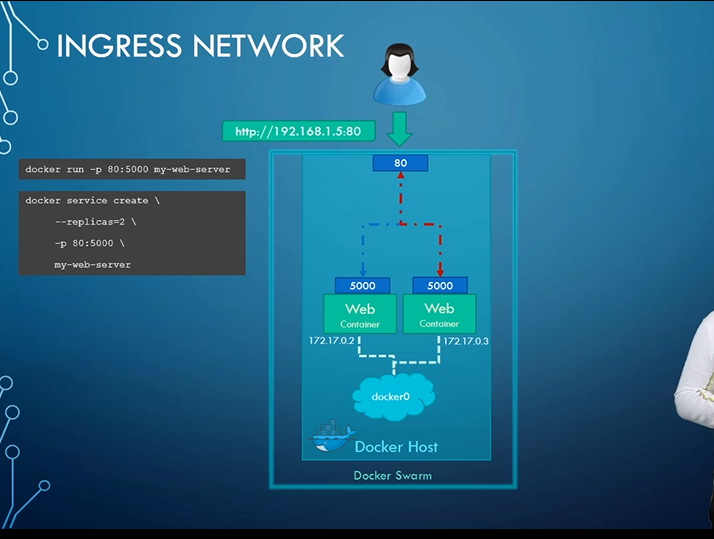 INGRESS NETWORK
http://192.168.1.5:80
80
docker run -p 80:5000 my-web-server
docker service create \
--replicas=2 \
-p 80:5000 \
my-web-server
5000
5000
Web
Container
Web
Container
172.17.0.2
172.17.0.3
docker0
Docker Host
Docker Swarm